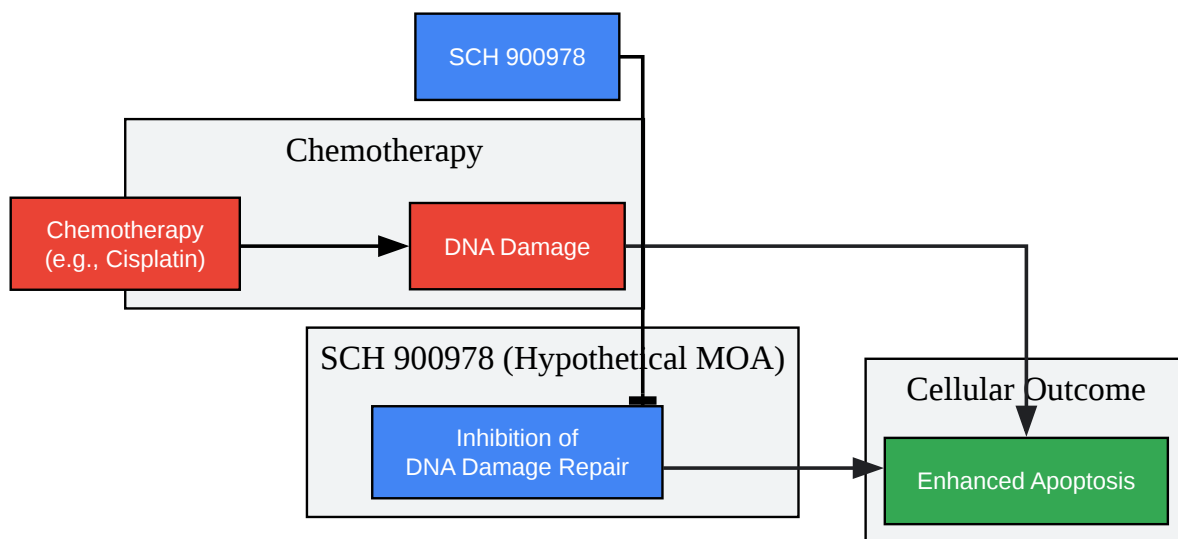 SCH 900978
Chemotherapy
Chemotherapy
(e.g., Cisplatin)
DNA Damage
SCH 900978 (Hypothetical MOA)
Inhibition of
DNA Damage Repair
Cellular Outcome
Enhanced Apoptosis